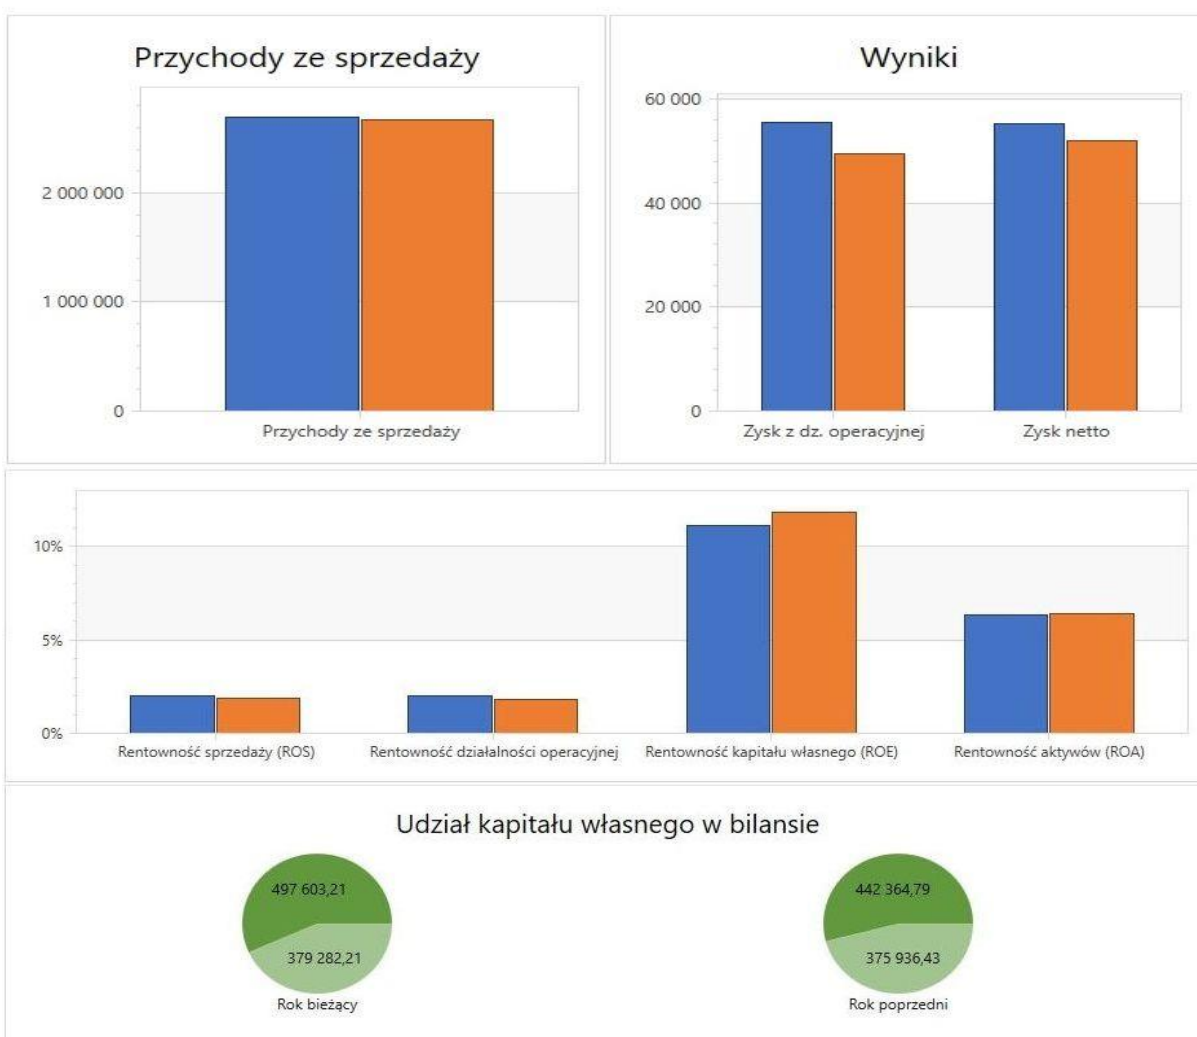 Przychody ze sprzedaży
2 000 000
1 000 000
0
Przychody ze sprzedaży
Wyniki
60 000
40 000
20 000
0
Zysk z dz. operacyjnej
Zysk netto
10%
5%
0%
Rentowność sprzedaży (ROS)
Rentowność działalności operacyjnej
Rentowność kapitału własnego (ROE)
Rentowność aktywów (ROA)
Udział kapitału własnego w bilansie
497 603,21
379 282,21
Rok bieżący
442 364,79
375 936,43
Rok poprzedni